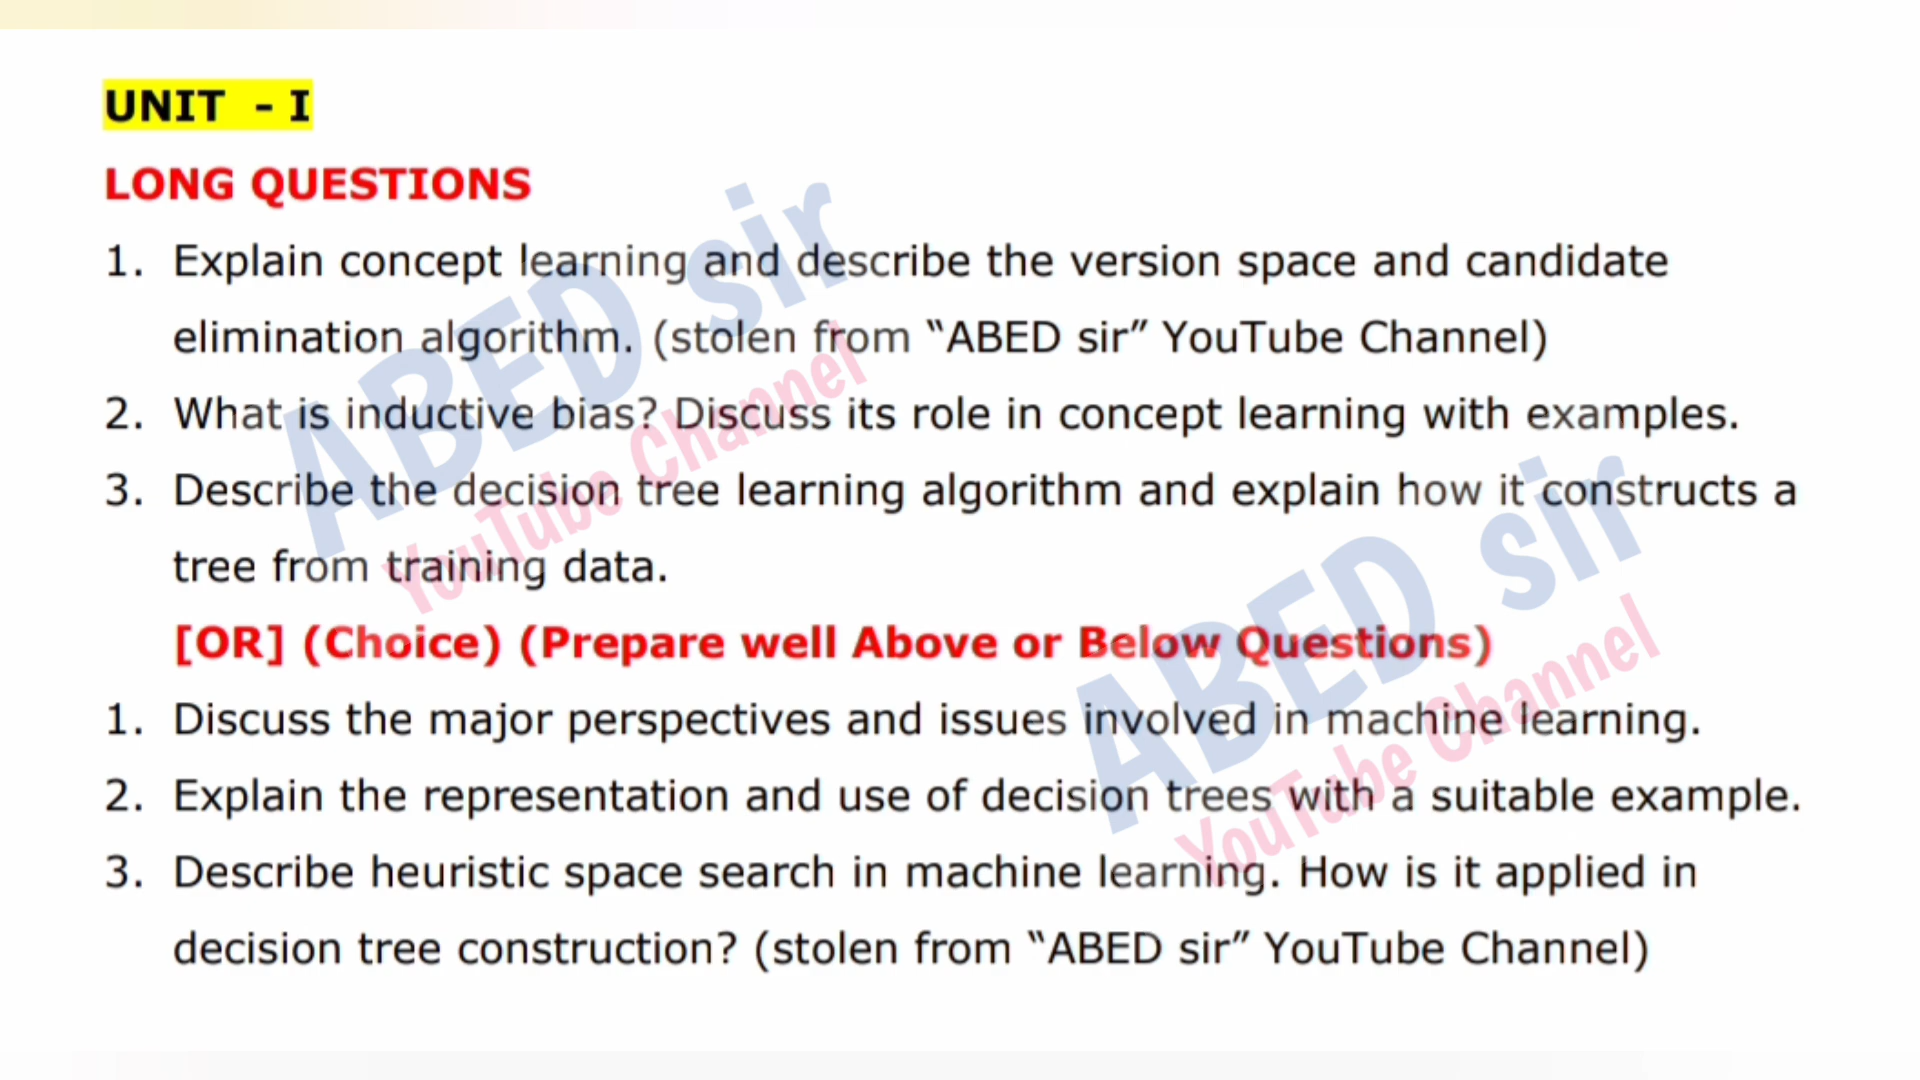 UNIT - I
LONG QUESTIONS
1. Explain concept learning and describe the version space and candidate
elimination algorithm. (stolen from “ABED sir” YouTube Channel)
2. What is inductive bias? Discuss its role in concept learning with examples.
3. Describe the decision tree learning algorithm and explain how it constructs a
tree from training data.
[OR] (Choice) (Prepare well Above or Below Questions)
1. Discuss the major perspectives and issues involved in machine learning.
2. Explain the representation and use of decision trees with a suitable example.
3. Describe heuristic space search in machine learning. How is it applied in
decision tree construction? (stolen from “ABED sir” YouTube Channel)
ABED sir
YouTube Channel
ABED sir
YouTube Channel